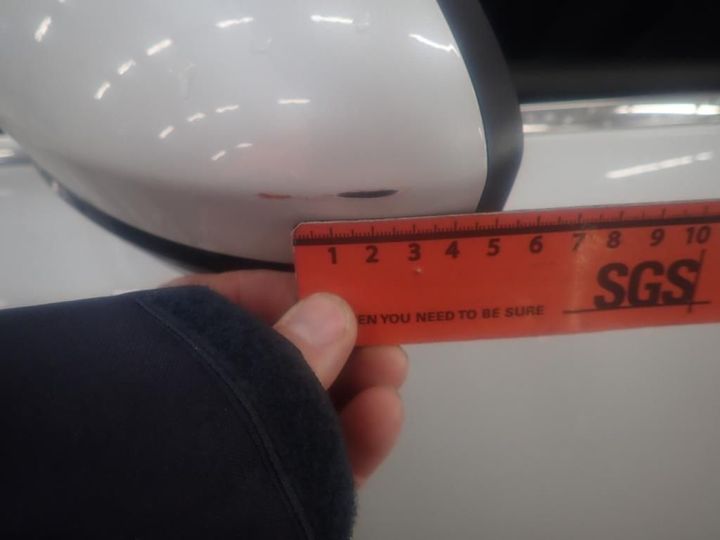 1 2 3 4 5 6 7 8 9 10
SGS
EN YOU NEED TO BE SURE